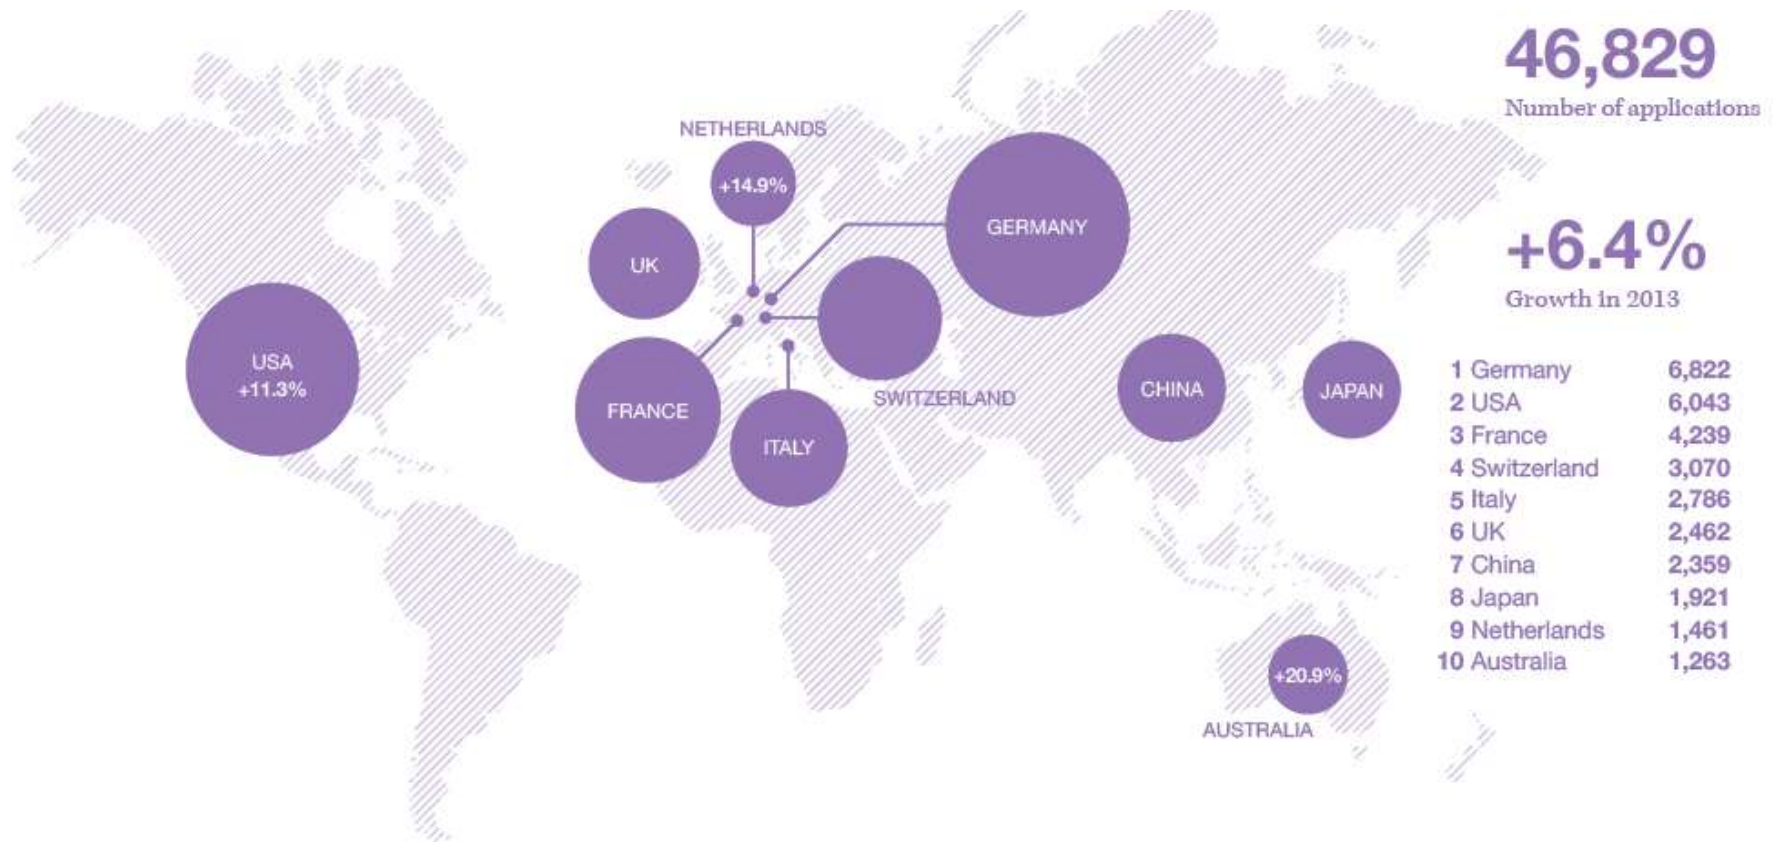 46,829
Number of applications
NETHERLANDS
+14.9%
GERMANY
UK
+6.4%
Growth in 2013
USA
+11.3%
FRANCE
SWITZERLAND
ITALY
CHINA
JAPAN
1 Germany 6,822
2 USA 6,043
3 France 4,239
4 Switzerland 3,070
5 Italy 2,786
6 UK 2,462
7 China 2,359
8 Japan 1,921
9 Netherlands 1,461
10 Australia 1,263
+20.9%
AUSTRALIA